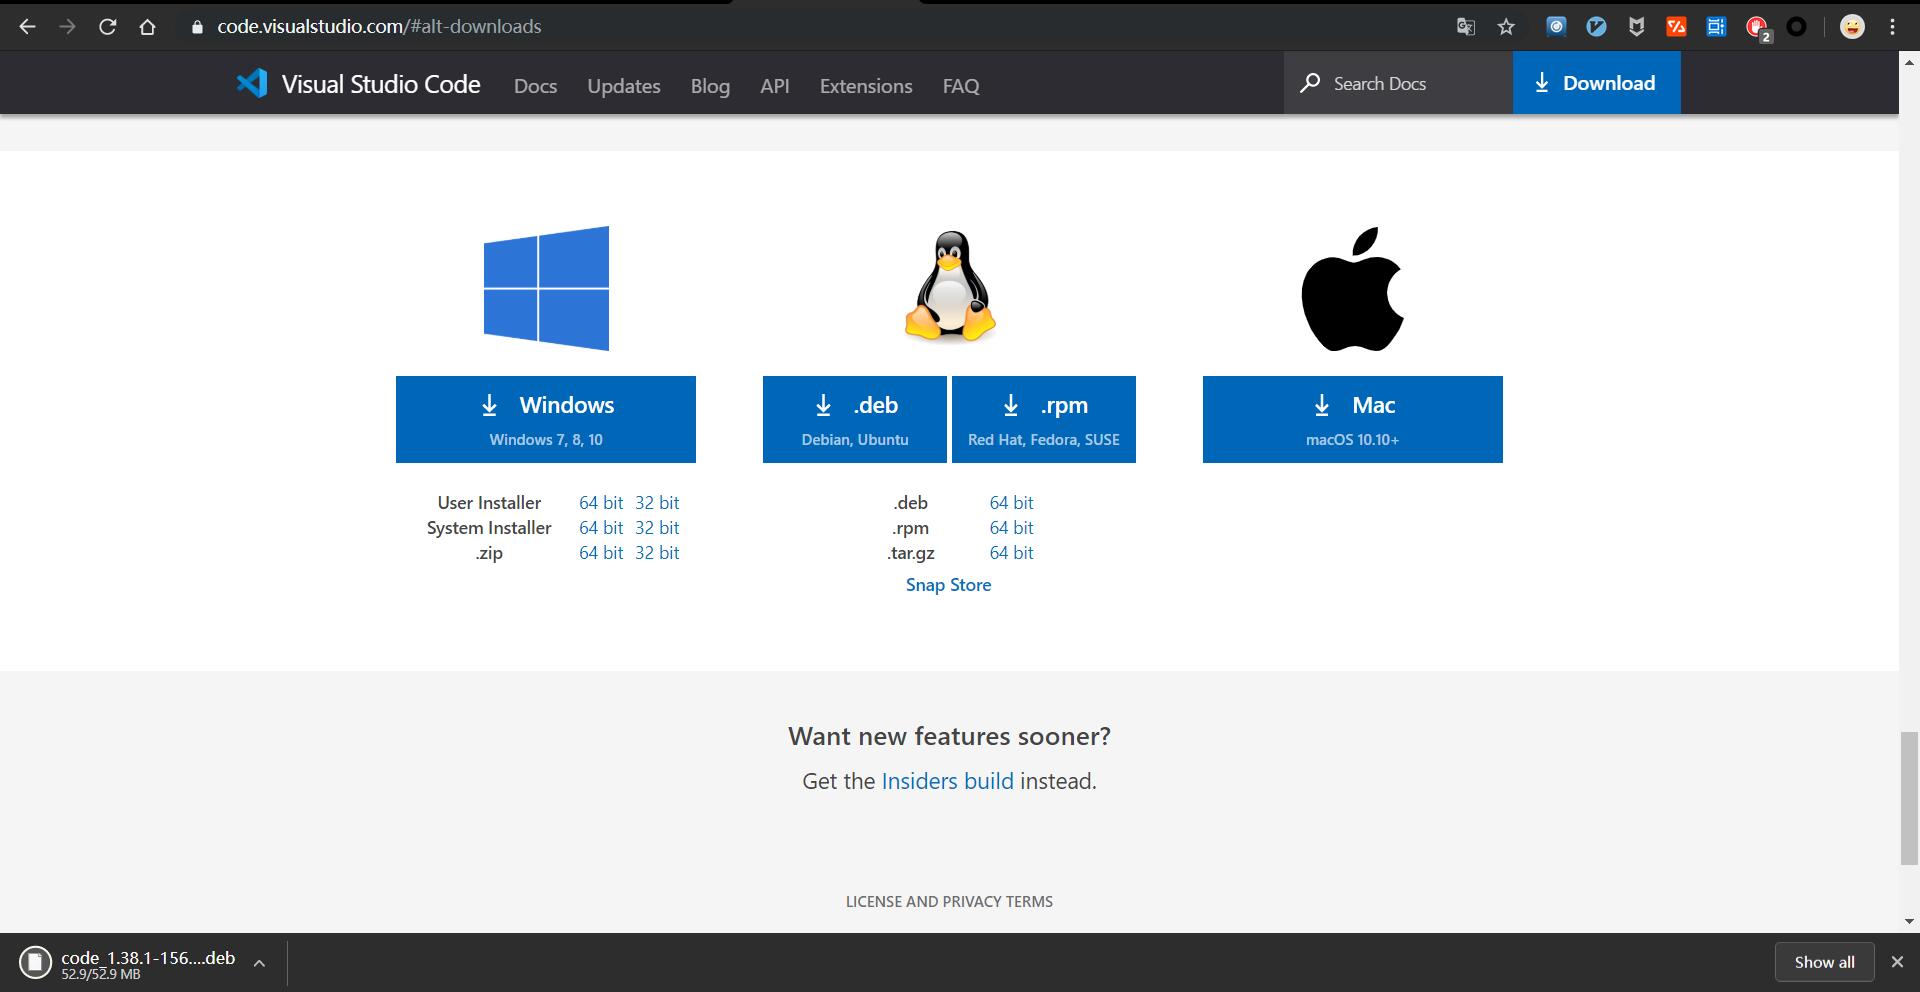 code.visualstudio.com/#alt-downloads
2
Visual Studio Code Docs Updates Blog API Extensions FAQ Search Docs Download
Windows
Windows 7, 8, 10
.deb
Debian, Ubuntu
.rpm
Red Hat, Fedora, SUSE
Mac
macOS 10.10+
User Installer 64 bit 32 bit
System Installer 64 bit 32 bit
.zip 64 bit 32 bit
.deb 64 bit
.rpm 64 bit
.tar.gz 64 bit
Snap Store
Want new features sooner?
Get the Insiders build instead.
LICENSE AND PRIVACY TERMS
code_1.38.1-156....deb
52.9/52.9 MB
Show all